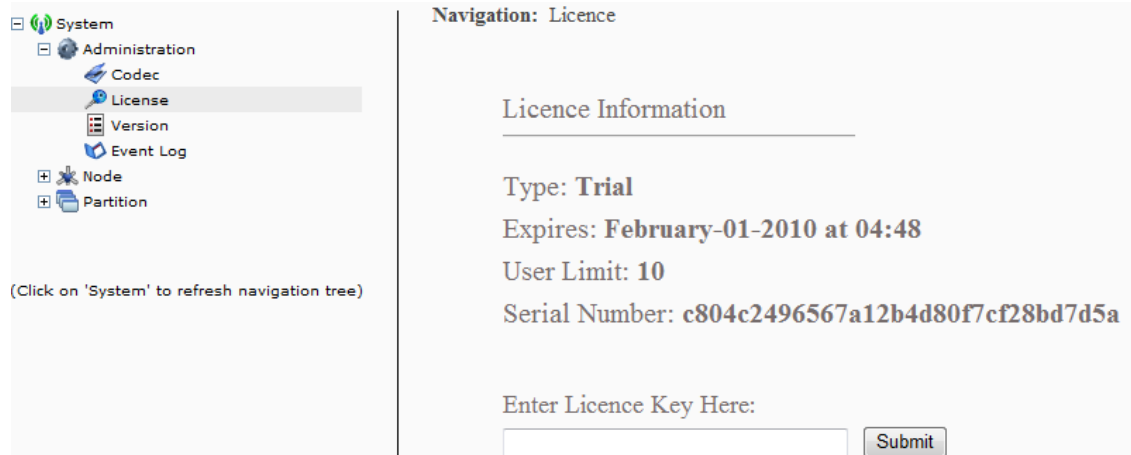 System
Administration
Codec
License
Version
Event Log
Node
Partition
(Click on 'System' to refresh navigation tree)
Navigation: Licence
Licence Information
Type: Trial
Expires: February-01-2010 at 04:48
User Limit: 10
Serial Number: c804c2496567a12b4d80f7cf28bd7d5a
Enter Licence Key Here:
Submit